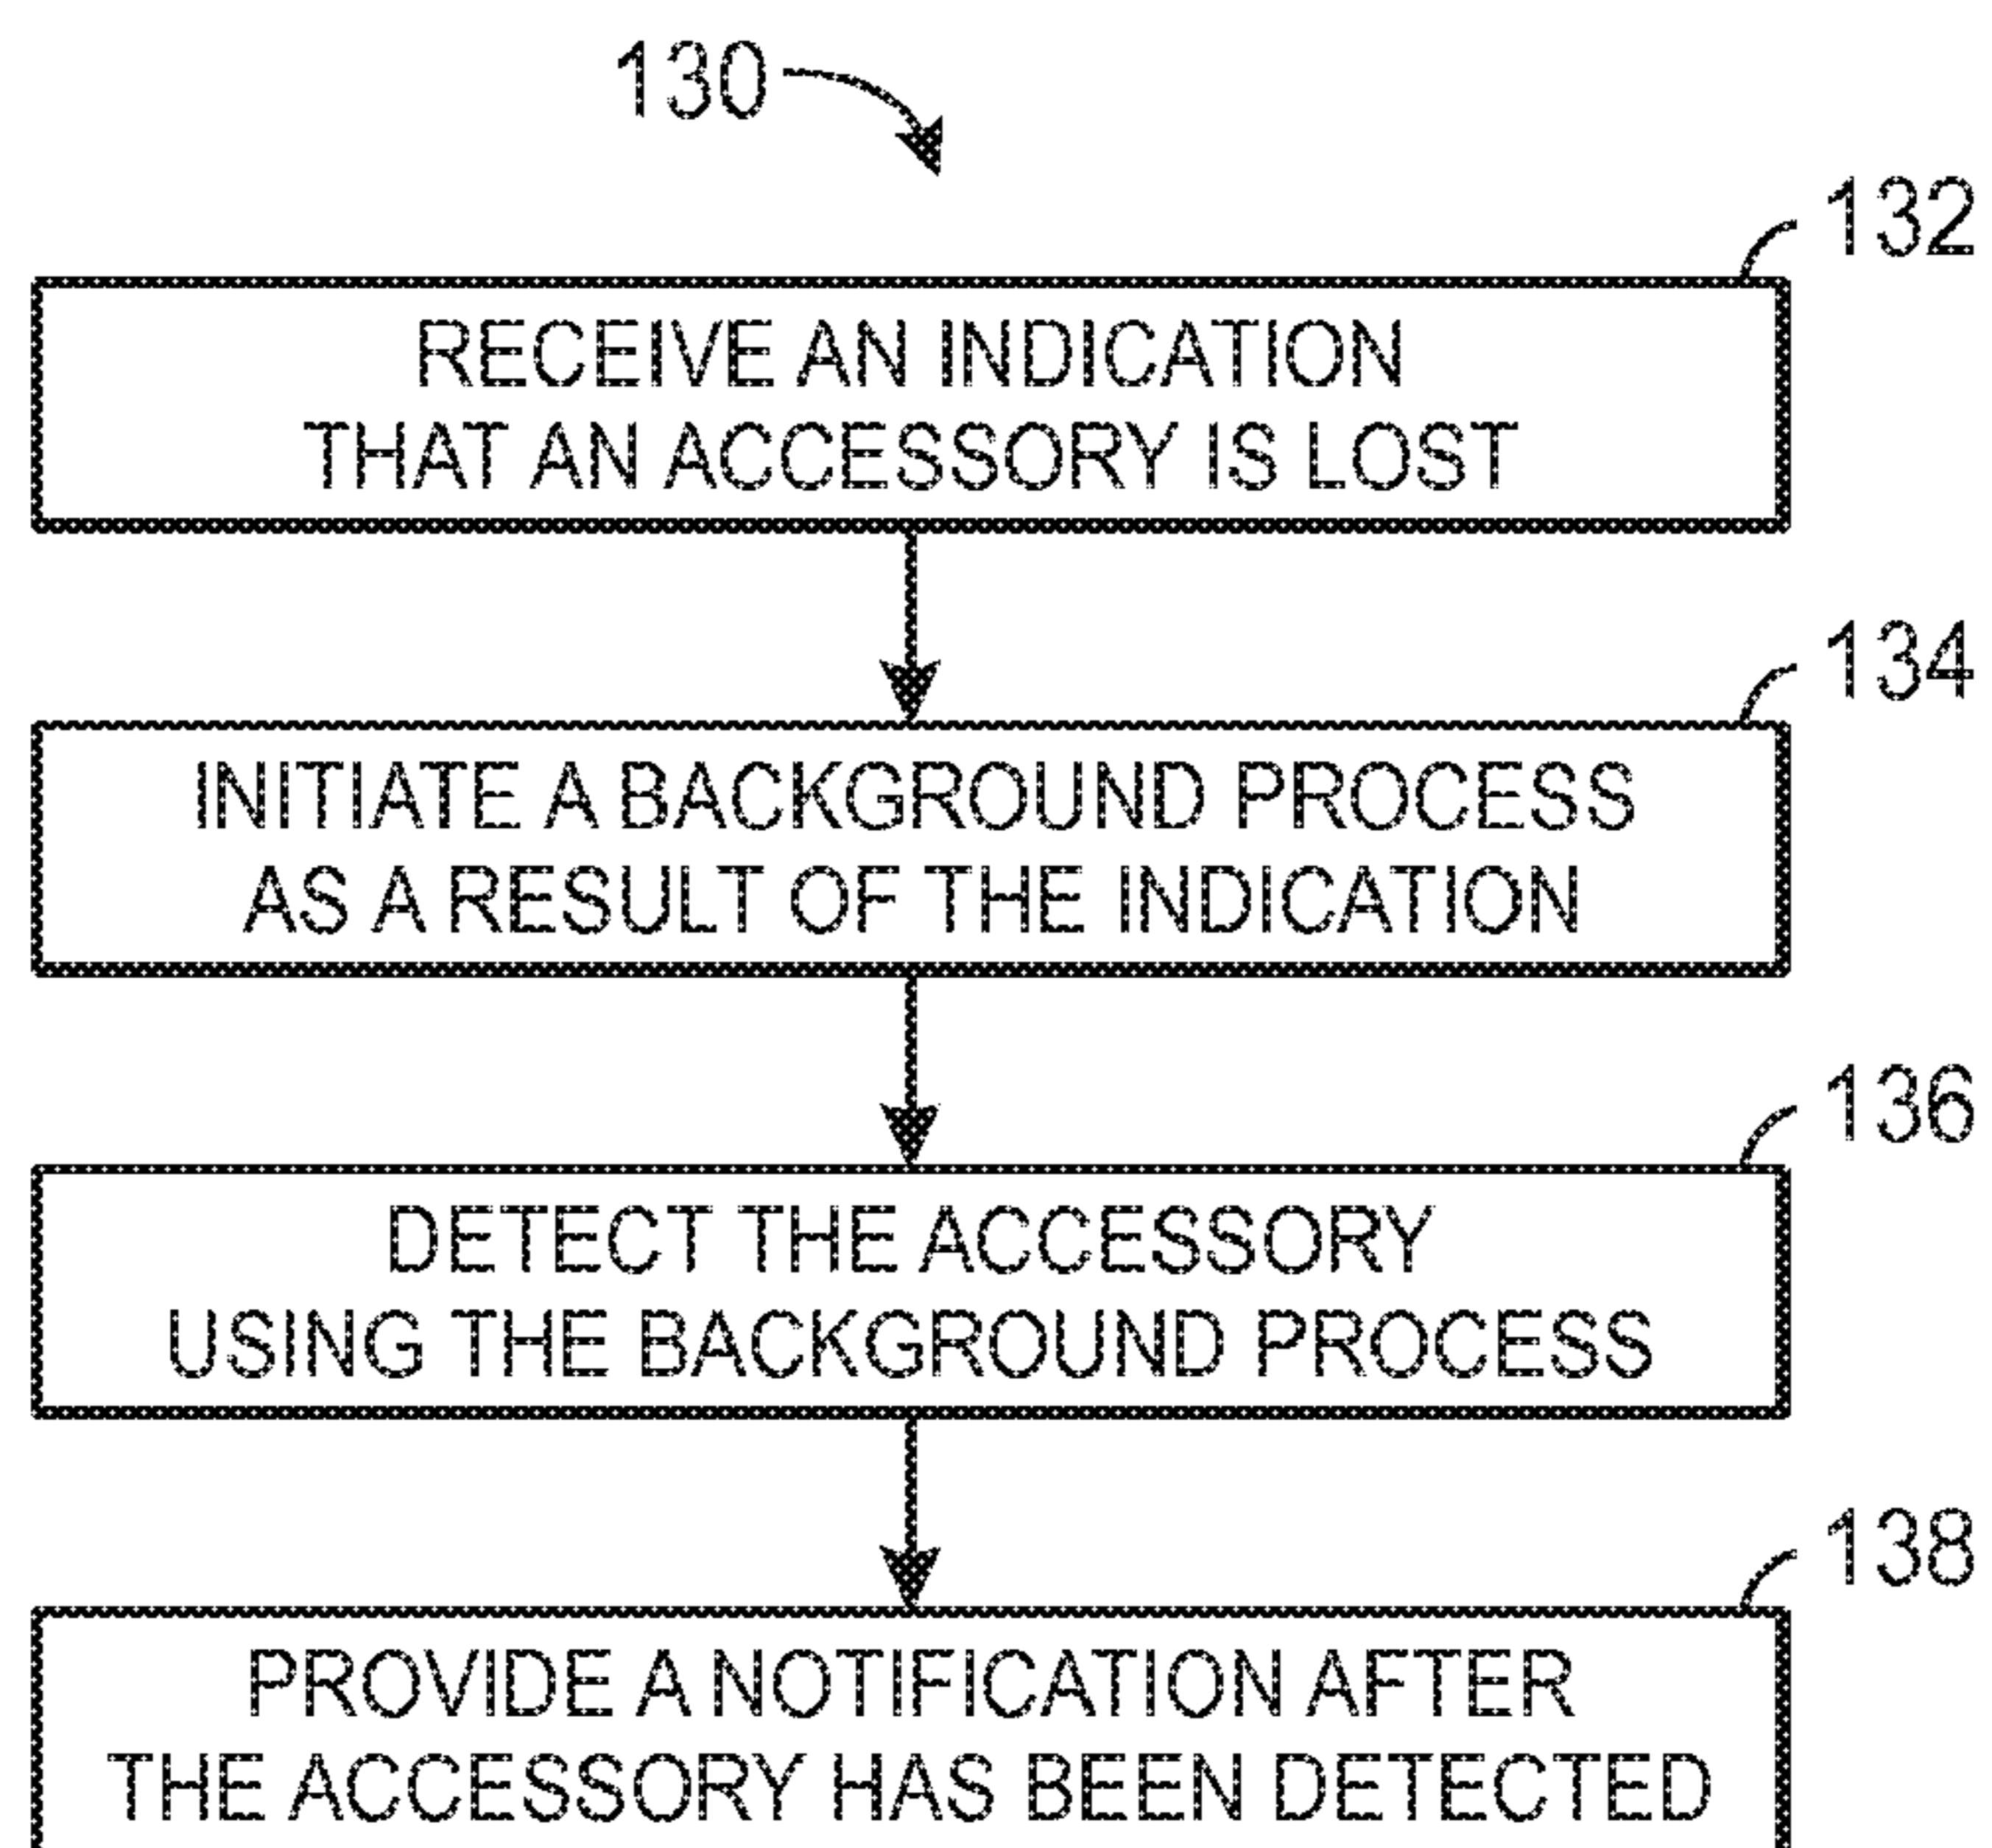 130
132
RECEIVE AN INDICATION
THAT AN ACCESSORY IS LOST
134
INITIATE A BACKGROUND PROCESS
AS A RESULT OF THE INDICATION
136
DETECT THE ACCESSORY
USING THE BACKGROUND PROCESS
138
PROVIDE A NOTIFICATION AFTER
THE ACCESSORY HAS BEEN DETECTED